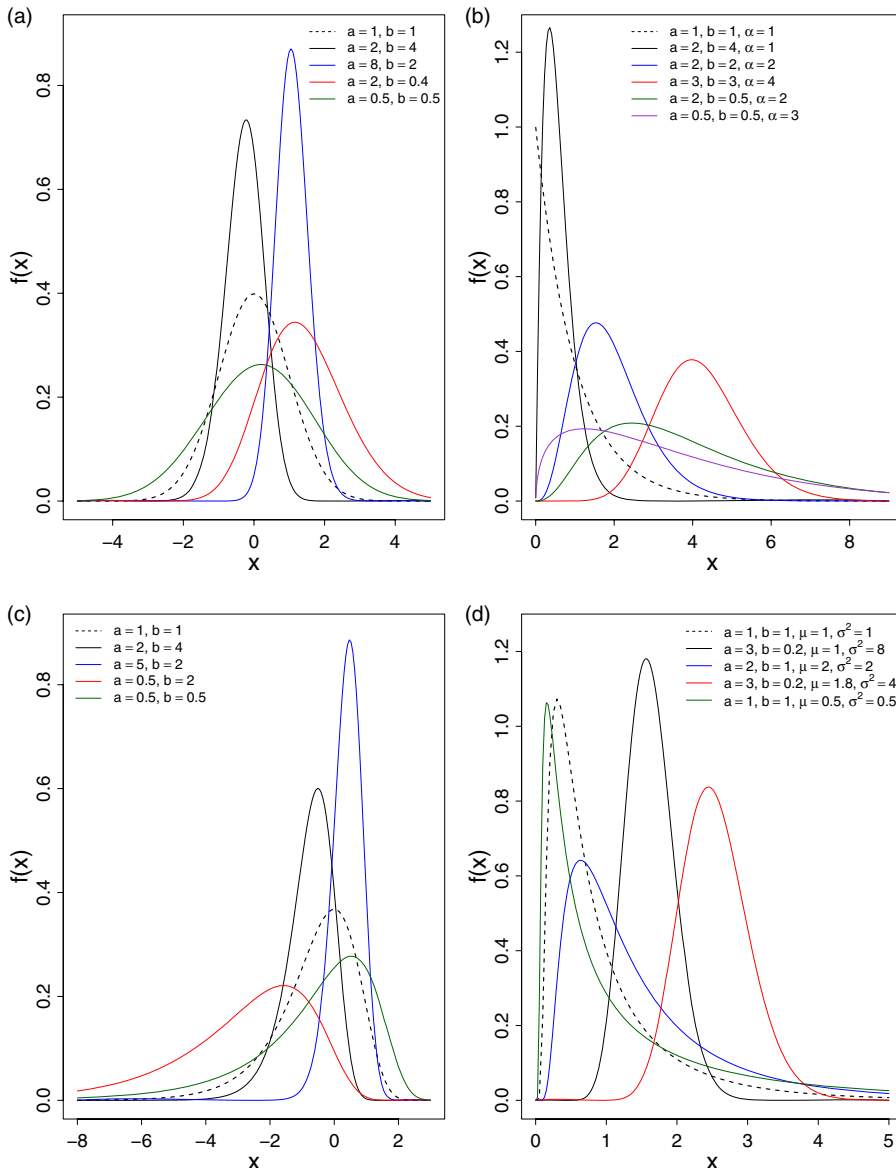 (a)
a = 1, b = 1
a = 2, b = 4
a = 8, b = 2
a = 2, b = 0.4
a = 0.5, b = 0.5
f(x)
0.0
0.2
0.4
0.6
0.8
−4
−2
0
2
4
x
(b)
a = 1, b = 1, α = 1
a = 2, b = 4, α = 1
a = 2, b = 2, α = 2
a = 3, b = 3, α = 4
a = 2, b = 0.5, α = 2
a = 0.5, b = 0.5, α = 3
f(x)
0.0
0.2
0.4
0.6
0.8
1.0
1.2
0
2
4
6
8
x
(c)
a = 1, b = 1
a = 2, b = 4
a = 5, b = 2
a = 0.5, b = 2
a = 0.5, b = 0.5
f(x)
0.0
0.2
0.4
0.6
0.8
−8
−6
−4
−2
0
2
x
(d)
a = 1, b = 1, μ = 1, σ² = 1
a = 3, b = 0.2, μ = 1, σ² = 8
a = 2, b = 1, μ = 2, σ² = 2
a = 3, b = 0.2, μ = 1.8, σ² = 4
a = 1, b = 1, μ = 0.5, σ² = 0.5
f(x)
0.0
0.2
0.4
0.6
0.8
1.0
1.2
0
1
2
3
4
5
x